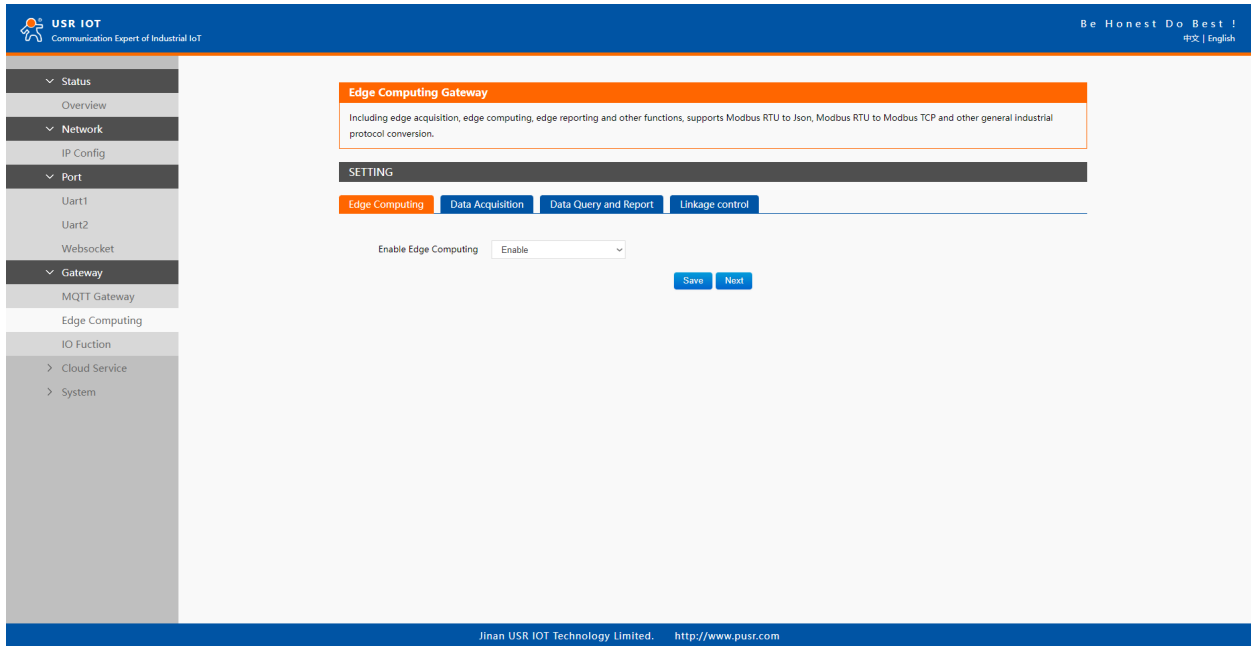 USR IOT
Communication Expert of Industrial IoT
Be Honest Do Best !
中文 | English
Status
Overview
Network
IP Config
Port
Uart1
Uart2
Websocket
Gateway
MQTT Gateway
Edge Computing
IO Fuction
Cloud Service
System
Edge Computing Gateway
Including edge acquisition, edge computing, edge reporting and other functions, supports Modbus RTU to Json, Modbus RTU to Modbus TCP and other general industrial
protocol conversion.
SETTING
Edge Computing Data Acquisition Data Query and Report Linkage control
Enable Edge Computing Enable
Save Next
Jinan USR IOT Technology Limited. http://www.pusr.com